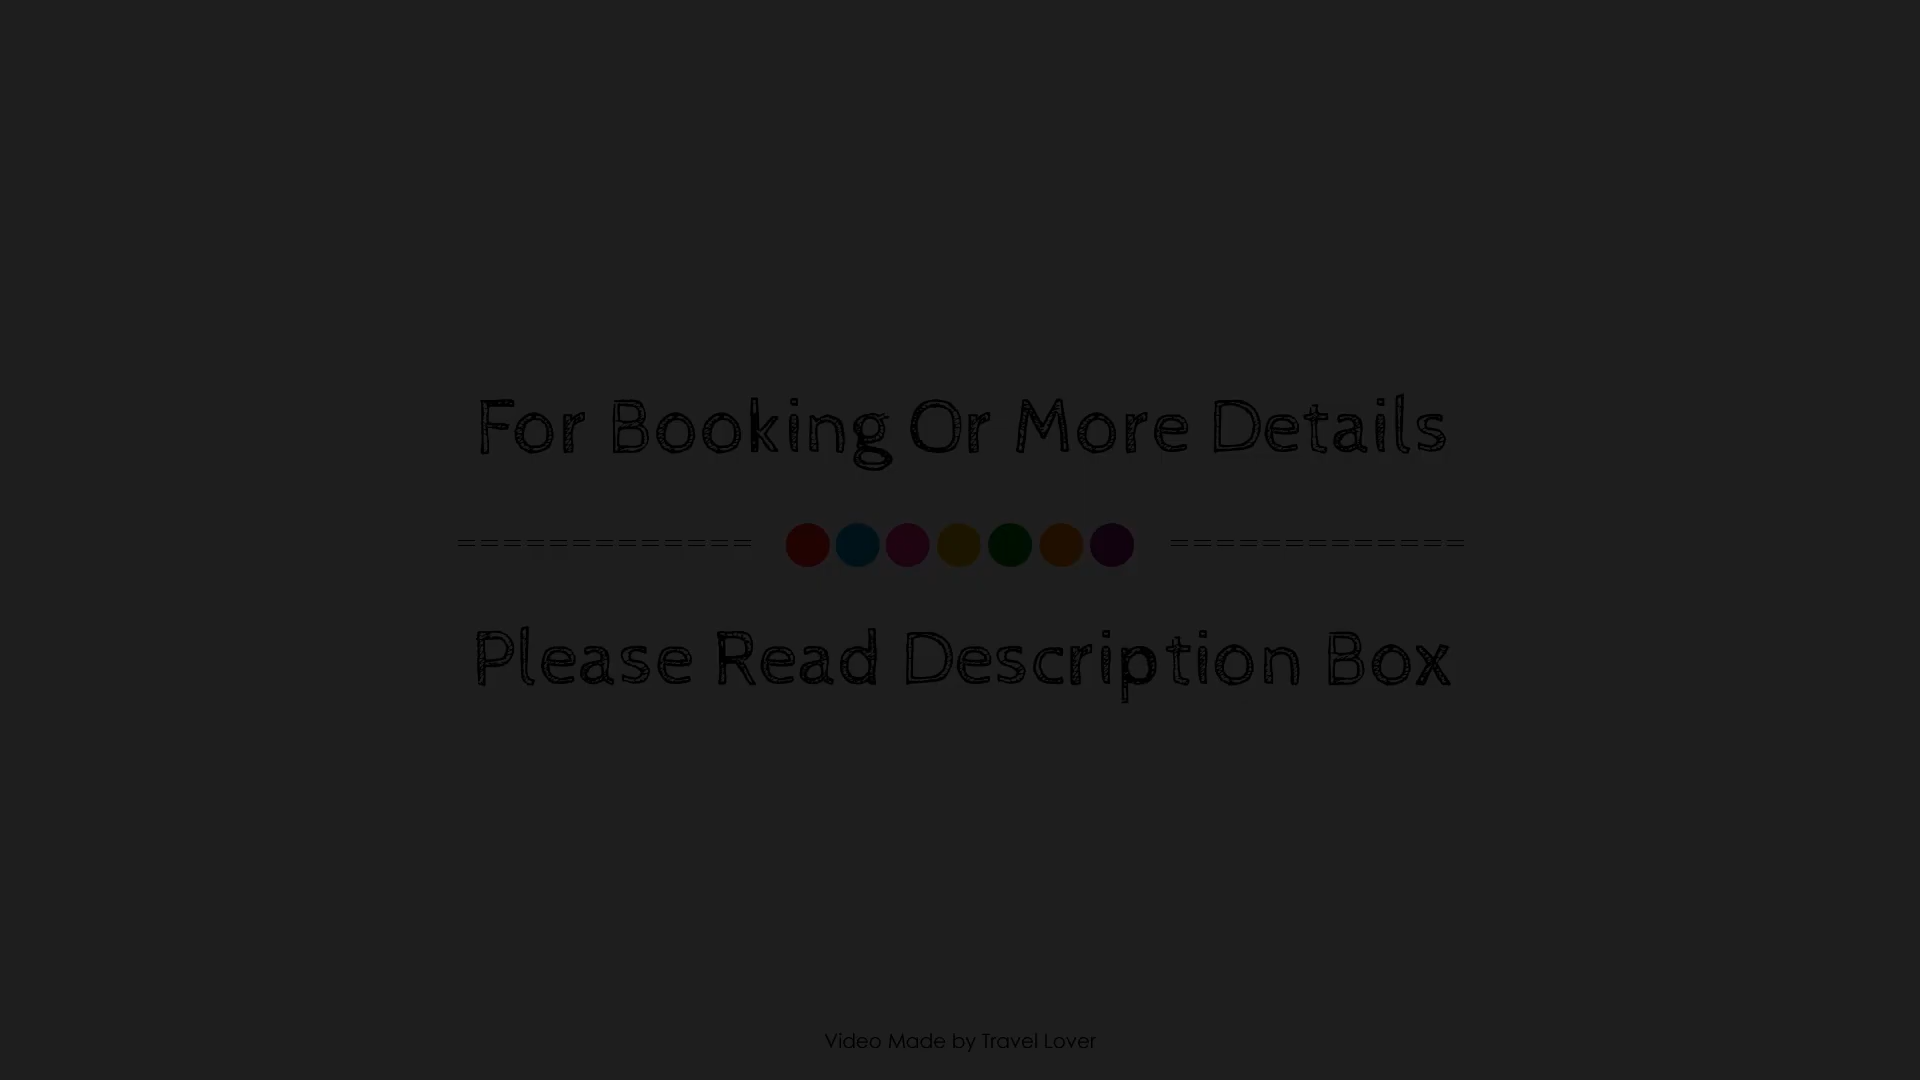 For Booking Or More Details
============= =============
Please Read Description Box
Video Made by Travel Lover